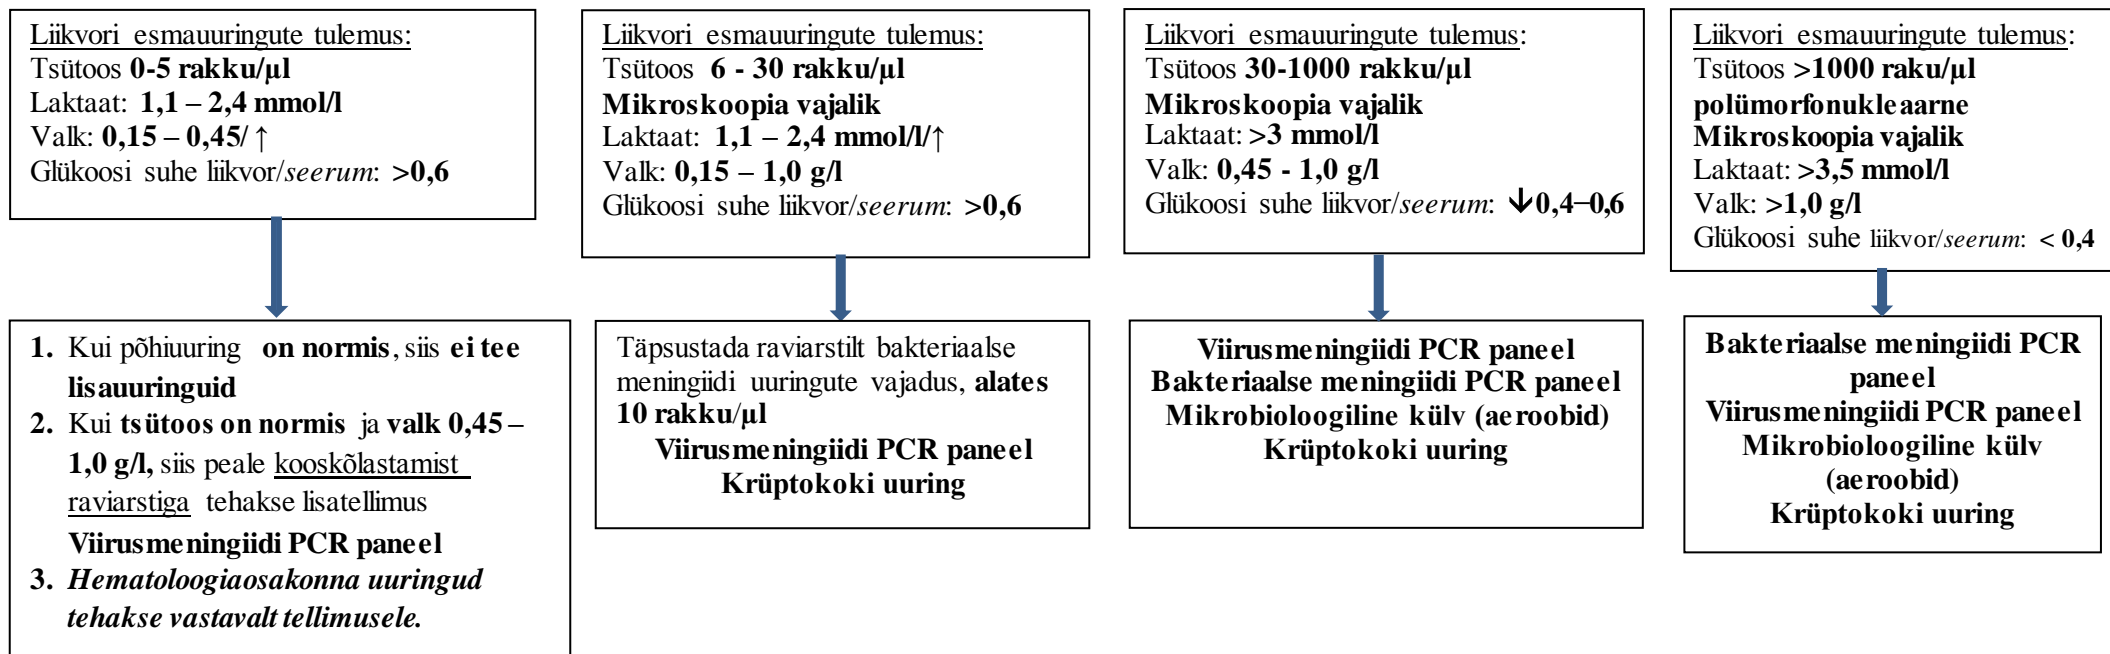 Liikvori esmauuringute tulemus:
Tsütoos 0-5 rakku/µl
Laktaat: 1,1 – 2,4 mmol/l
Valk: 0,15 – 0,45/ ↑
Glükoosi suhe liikvor/seerum: >0,6
Liikvori esmauuringute tulemus:
Tsütoos 6 - 30 rakku/µl
Mikroskoopia vajalik
Laktaat: 1,1 – 2,4 mmol/l/↑
Valk: 0,15 – 1,0 g/l
Glükoosi suhe liikvor/seerum: >0,6
Liikvori esmauuringute tulemus:
Tsütoos 30-1000 rakku/µl
Mikroskoopia vajalik
Laktaat: >3 mmol/l
Valk: 0,45 - 1,0 g/l
Glükoosi suhe liikvor/seerum: ↓0,4–0,6
Liikvori esmauuringute tulemus:
Tsütoos >1000 raku/µl
polümorfonukleaarne
Mikroskoopia vajalik
Laktaat: >3,5 mmol/l
Valk: >1,0 g/l
Glükoosi suhe liikvor/seerum: < 0,4
1. Kui põhiuuring on normis, siis ei tee
lisauuringuid
2. Kui tsütoos on normis ja valk 0,45 –
1,0 g/l, siis peale kooskõlastamist
raviarstiga tehakse lisatellimus
Viirusmeningiidi PCR paneel
3. Hematoloogiaosakonna uuringud
tehakse vastavalt tellimusele.
Täpsustada raviarstilt bakteriaalse
meningiidi uuringute vajadus, alates
10 rakku/µl
Viirusmeningiidi PCR paneel
Krüptokoki uuring
Viirusmeningiidi PCR paneel
Bakteriaalse meningiidi PCR paneel
Mikrobioloogiline külv (aeroobid)
Krüptokoki uuring
Bakteriaalse meningiidi PCR
paneel
Viirusmeningiidi PCR paneel
Mikrobioloogiline külv
(aeroobid)
Krüptokoki uuring